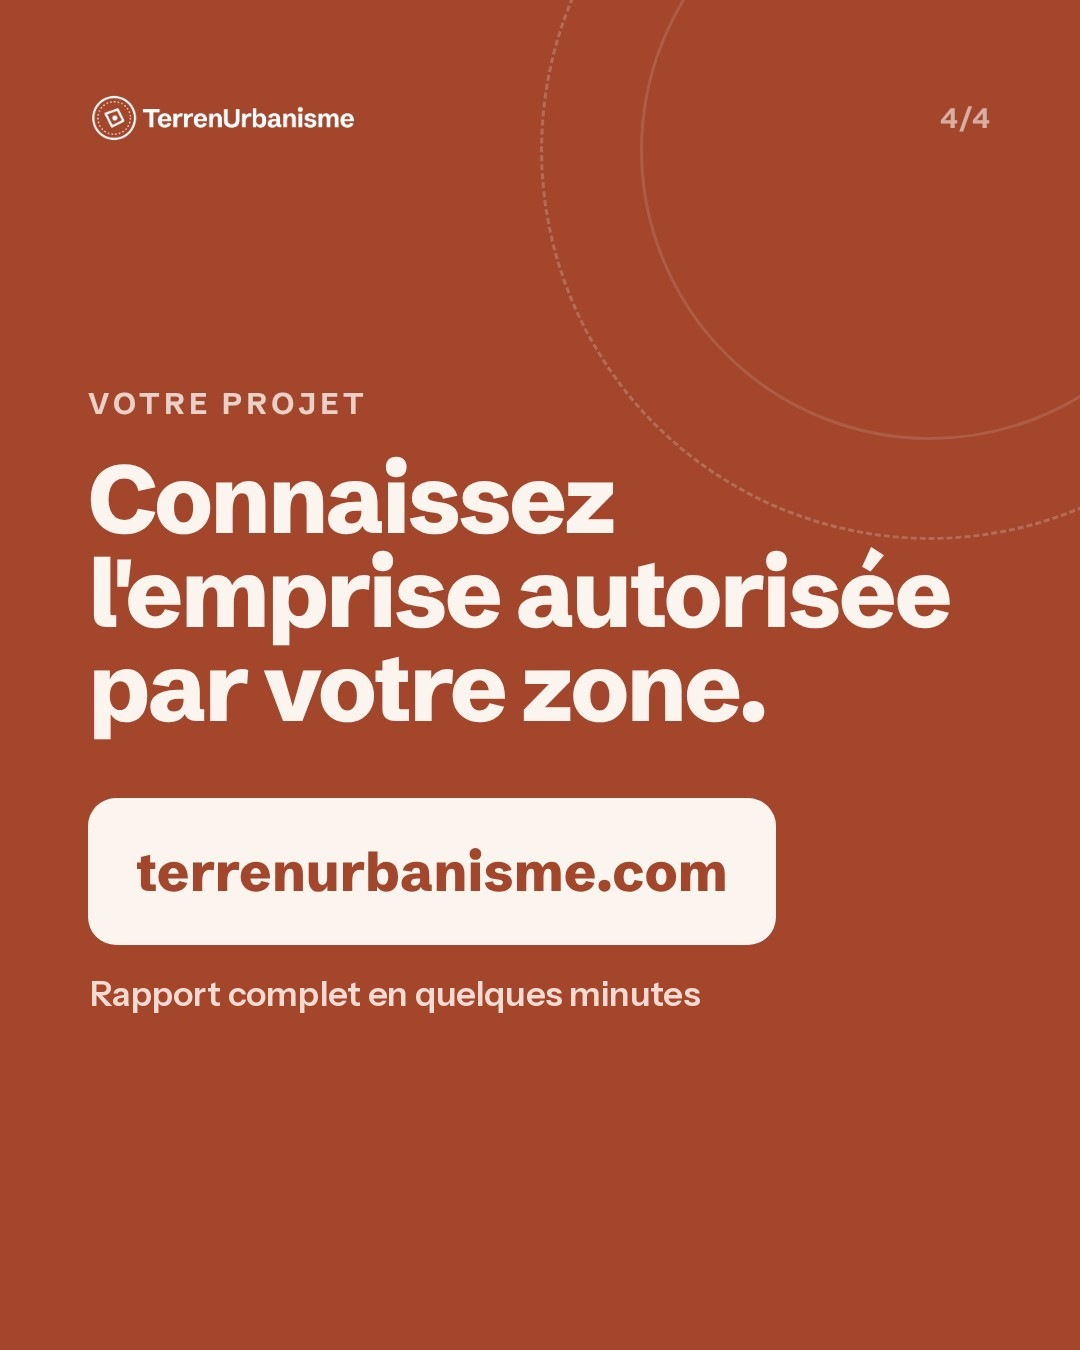 TerrenUrbanisme
4/4
VOTRE PROJET
Connaissez
l'emprise autorisée
par votre zone.
terrenurbanisme.com
Rapport complet en quelques minutes